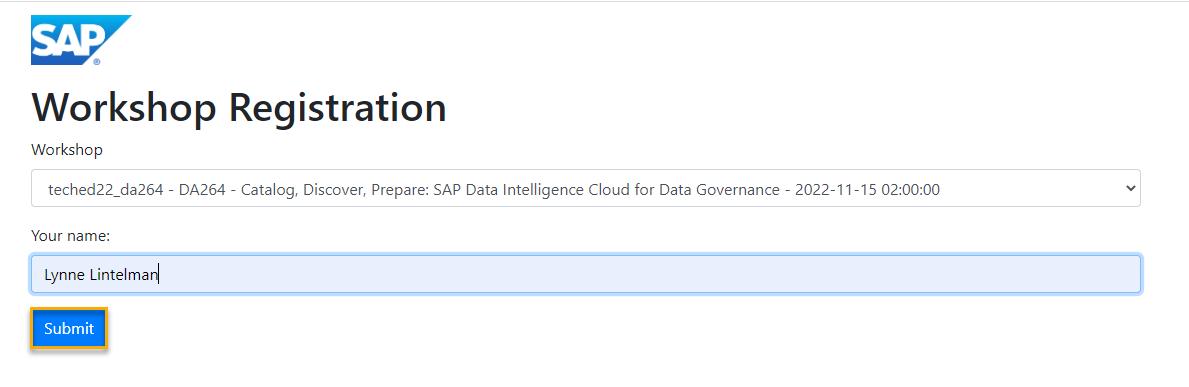 SAP®
Workshop Registration
Workshop
teched22_da264 - DA264 - Catalog, Discover, Prepare: SAP Data Intelligence Cloud for Data Governance - 2022-11-15 02:00:00
Your name:
Lynne Lintelman
Submit